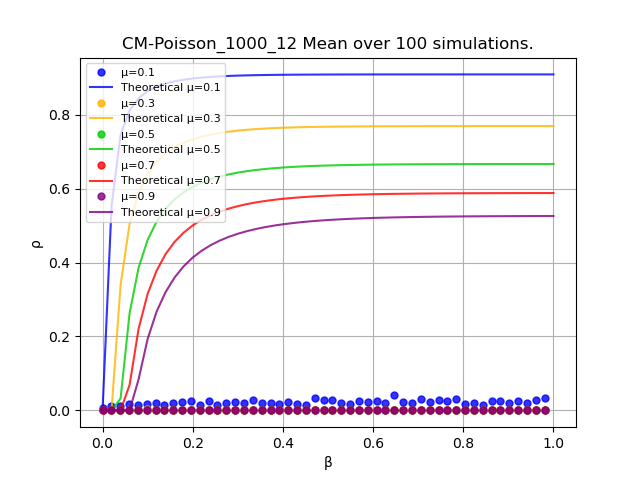 CM-Poisson_1000_12 Mean over 100 simulations.
μ=0.1
Theoretical μ=0.1
μ=0.3
Theoretical μ=0.3
μ=0.5
Theoretical μ=0.5
μ=0.7
Theoretical μ=0.7
μ=0.9
Theoretical μ=0.9
0.8
0.6
0.4
0.2
0.0
ρ
0.0 0.2 0.4 0.6 0.8 1.0
β